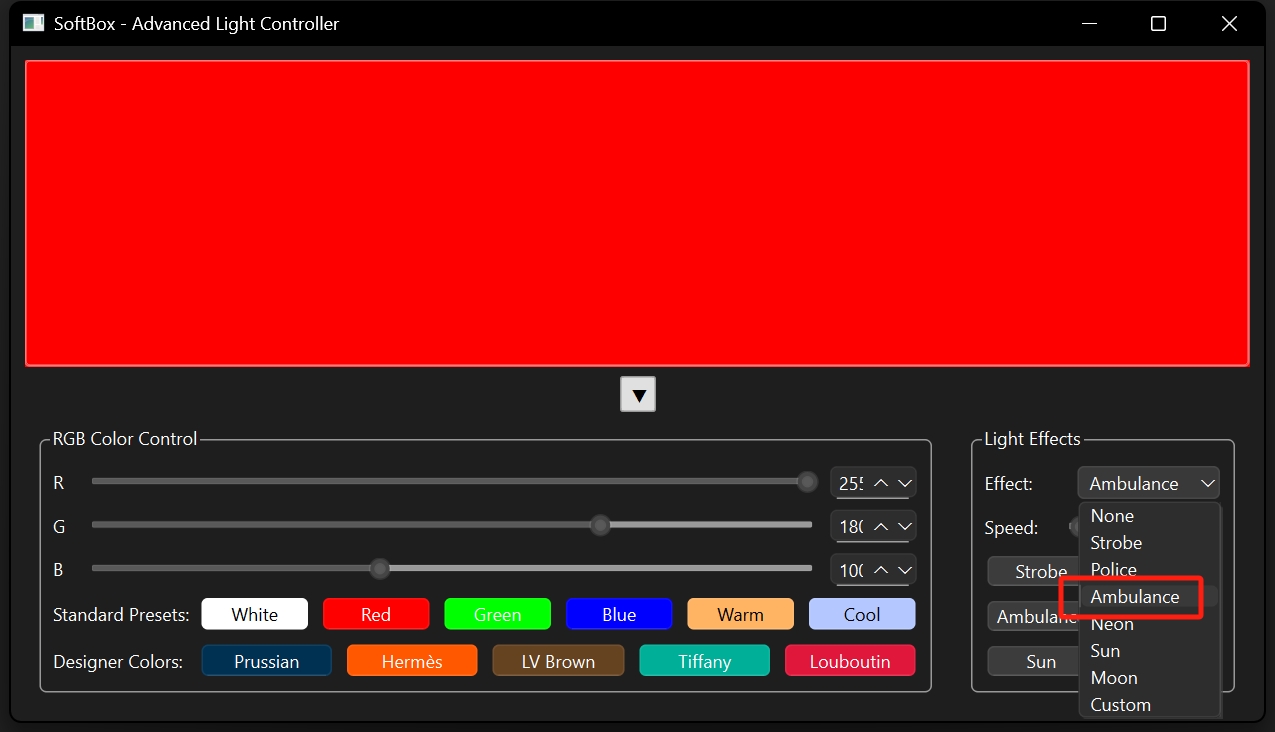 SoftBox - Advanced Light Controller
RGB Color Control
R
G
180
B
100
Standard Presets: White Red Green Blue Warm Cool
Designer Colors: Prussian Hermès LV Brown Tiffany Louboutin
Light Effects
Effect: Ambulance
Speed:
None
Strobe
Police
Ambulance
Neon
Sun
Moon
Custom
Strobe
Sun